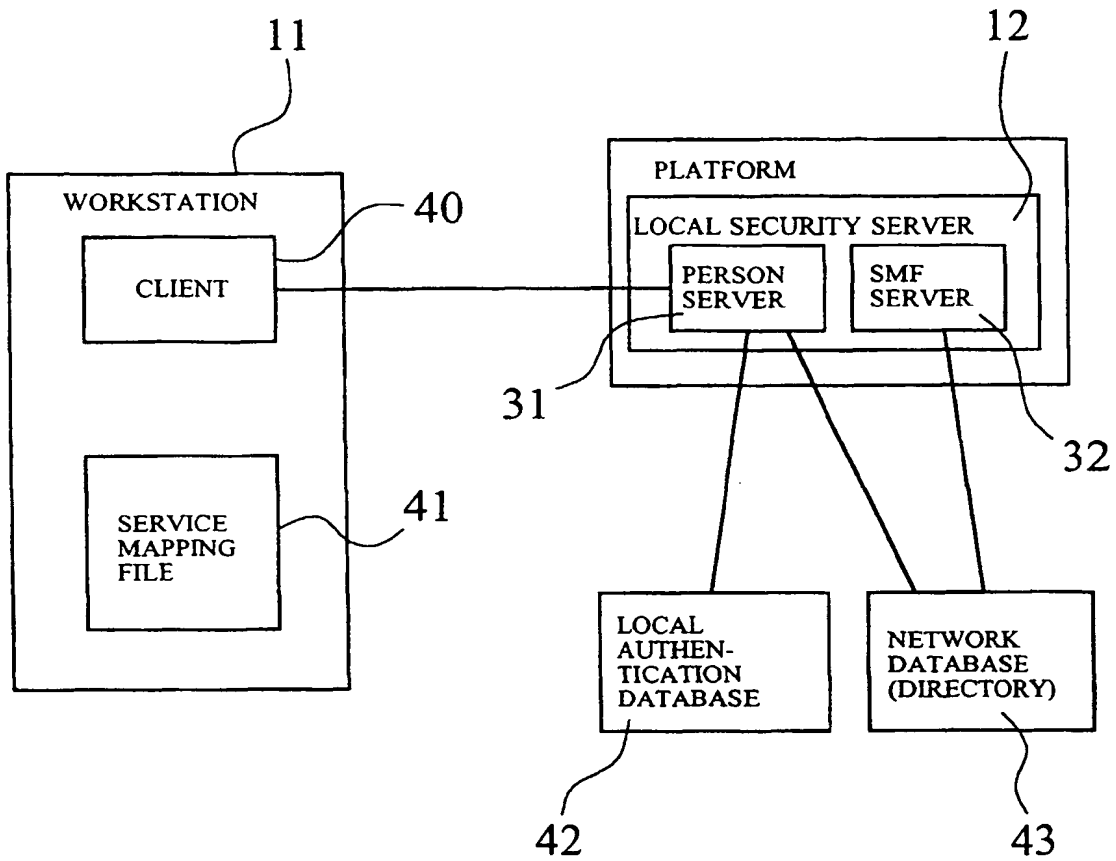 11
12
WORKSTATION
40
CLIENT
41
SERVICE
MAPPING
FILE
PLATFORM
LOCAL SECURITY SERVER
PERSON
SERVER
SMF
SERVER
31
32
LOCAL
AUTHEN-
TICATION
DATABASE
NETWORK
DATABASE
(DIRECTORY)
42
43